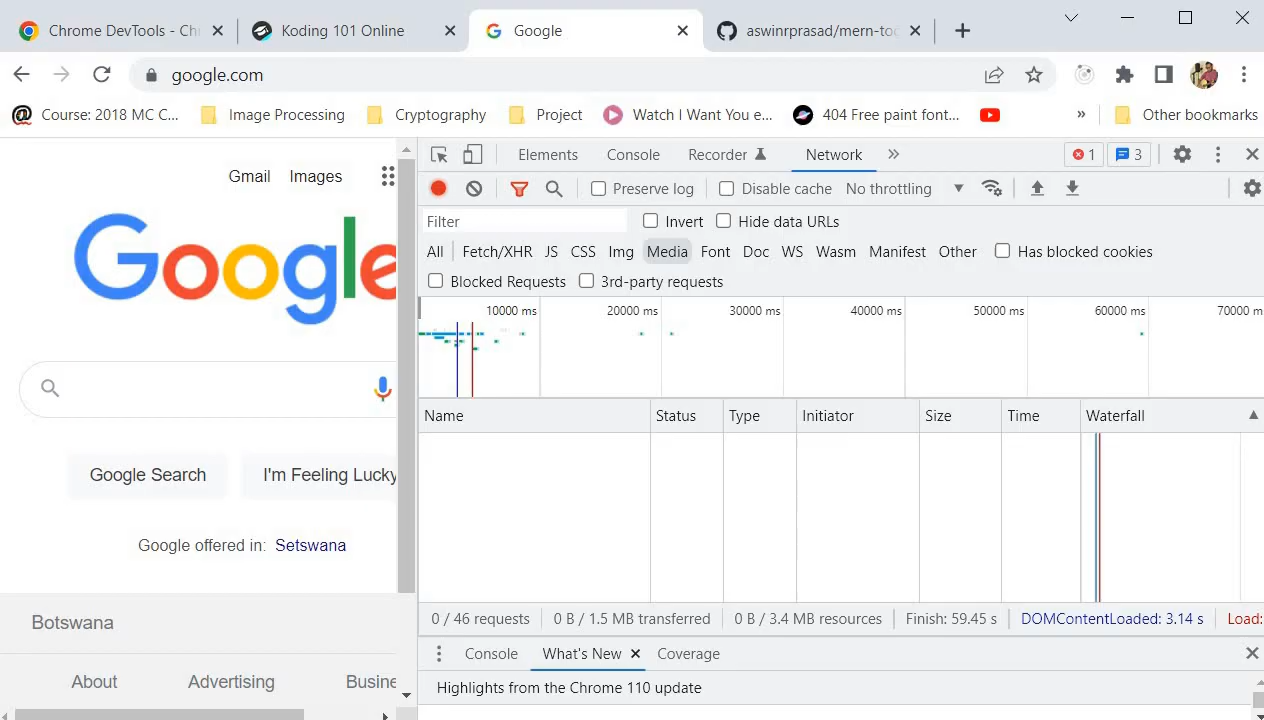 Chrome DevTools - Ch
Koding 101 Online
Google
aswinrprasad/mern-too
google.com
@ Course: 2018 MC C...
Image Processing
Cryptography
Project
Watch I Want You e...
404 Free paint font...
»
Other bookmarks
Gmail Images
Google
Google Search
I'm Feeling Lucky
Google offered in: Setswana
Botswana
About Advertising Busine
Elements Console Recorder Network » 1 3
Preserve log Disable cache No throttling
Filter Invert Hide data URLs
All Fetch/XHR JS CSS Img Media Font Doc WS Wasm Manifest Other Has blocked cookies
Blocked Requests 3rd-party requests
10000 ms 20000 ms 30000 ms 40000 ms 50000 ms 60000 ms 70000 m
Name Status Type Initiator Size Time Waterfall
0 / 46 requests 0 B / 1.5 MB transferred 0 B / 3.4 MB resources Finish: 59.45 s DOMContentLoaded: 3.14 s Load:
Console What's New Coverage
Highlights from the Chrome 110 update